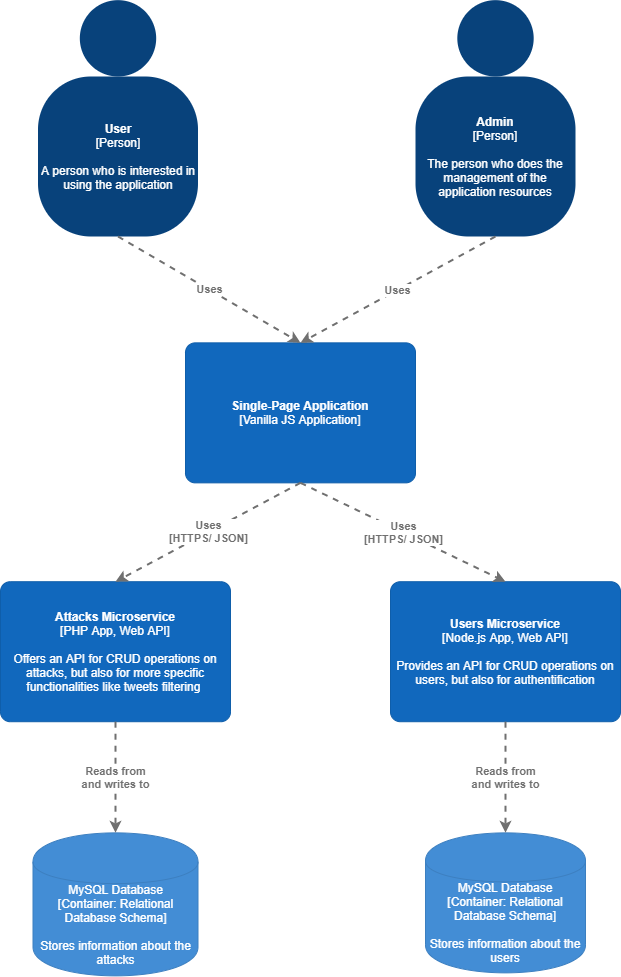 User
[Person]
A person who is interested in
using the application
Admin
[Person]
The person who does the
management of the
application resources
Uses
Uses
Single-Page Application
[Vanilla JS Application]
Uses
[HTTPS/ JSON]
Uses
[HTTPS/ JSON]
Attacks Microservice
[PHP App, Web API]
Offers an API for CRUD operations on
attacks, but also for more specific
functionalities like tweets filtering
Users Microservice
[Node.js App, Web API]
Provides an API for CRUD operations on
users, but also for authentification
Reads from
and writes to
Reads from
and writes to
MySQL Database
[Container: Relational
Database Schema]
Stores information about the
attacks
MySQL Database
[Container: Relational
Database Schema]
Stores information about the
users